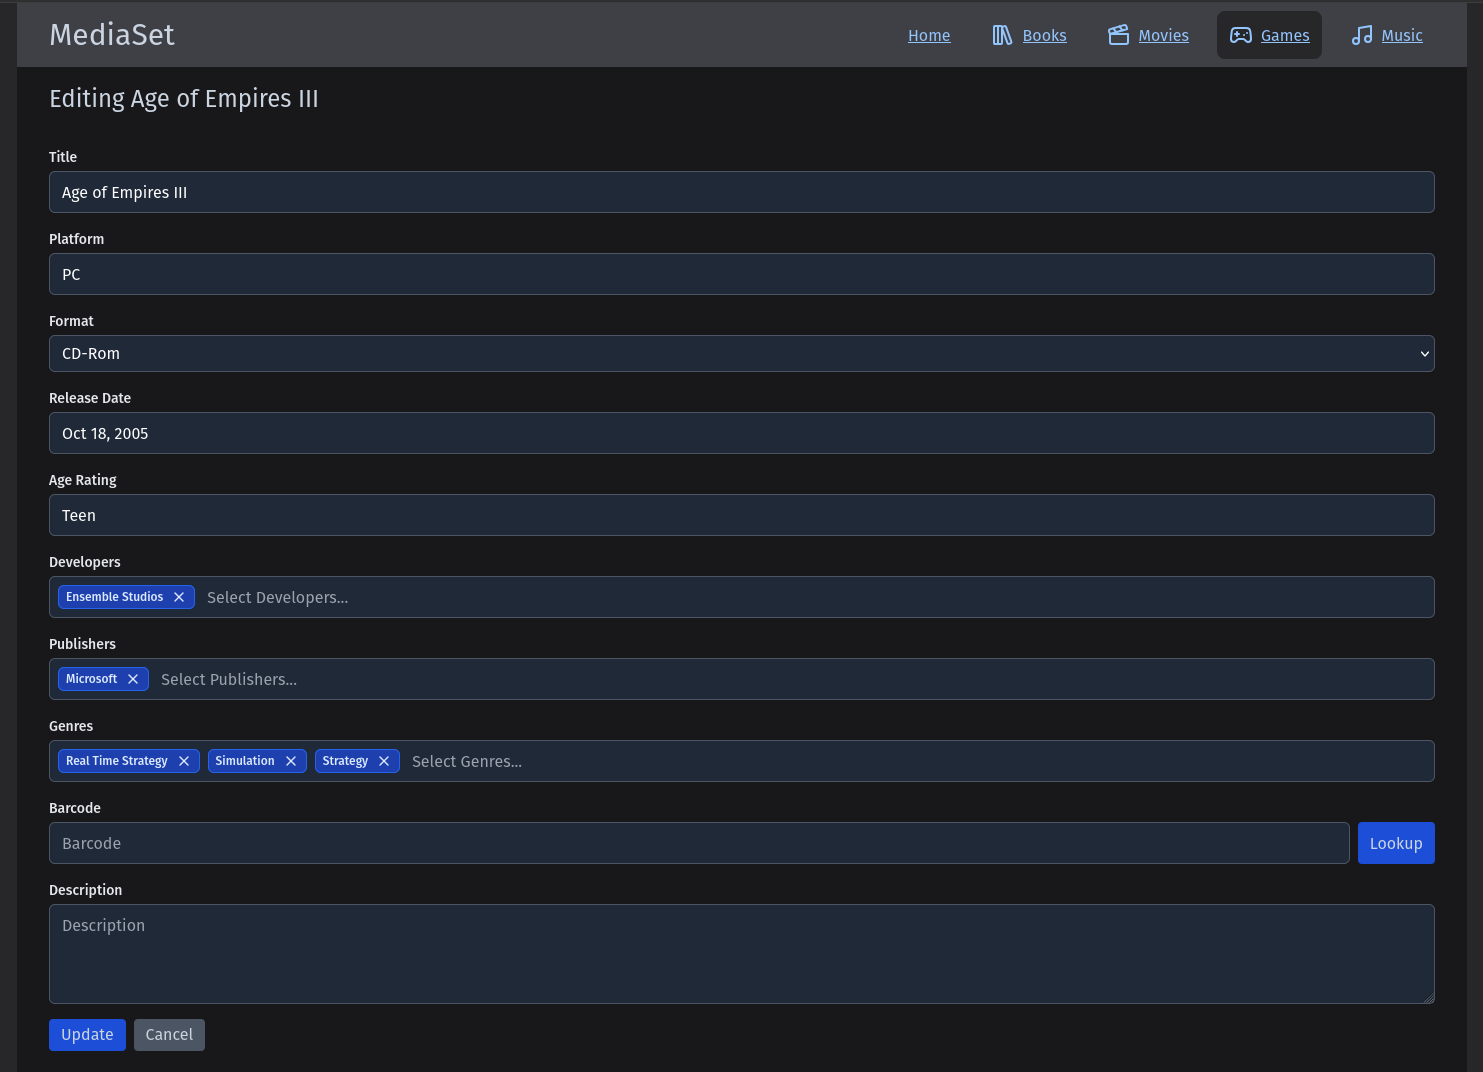 MediaSet
Home Books Movies Games Music
Editing Age of Empires III
Title
Age of Empires III
Platform
PC
Format
CD-Rom
Release Date
Oct 18, 2005
Age Rating
Teen
Developers
Ensemble Studios Select Developers...
Publishers
Microsoft Select Publishers...
Genres
Real Time Strategy Simulation Strategy Select Genres...
Barcode
Barcode Lookup
Description
Description
Update Cancel